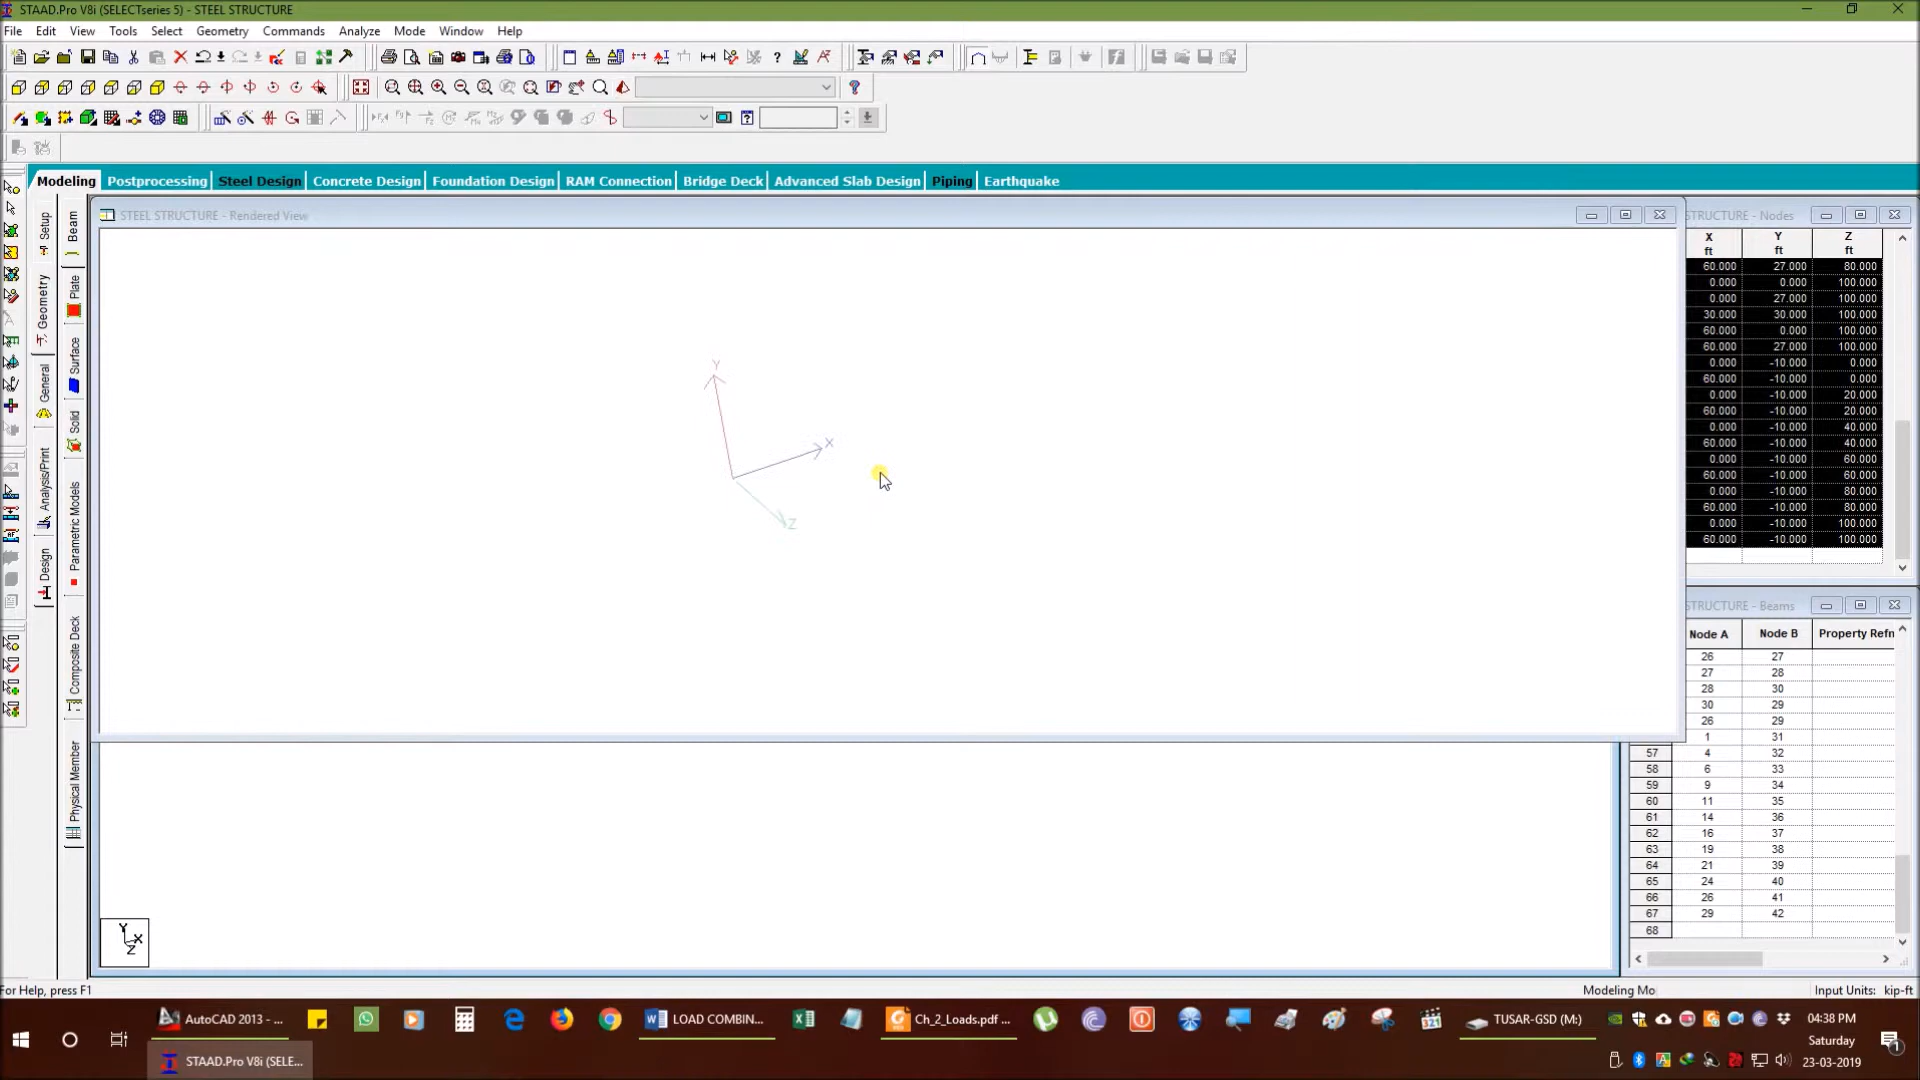 STAAD.Pro V8i (SELECTseries 5) - STEEL STRUCTURE
File Edit View Tools Select Geometry Commands Analyze Mode Window Help
Modeling Postprocessing Steel Design Concrete Design Foundation Design RAM Connection Bridge Deck Advanced Slab Design Piping Earthquake
Setup
Geometry
General
Analysis/Print
Design
Beam
Plate
Surface
Solid
Parametric Models
Composite Deck
Physical Member
STEEL STRUCTURE - Rendered View
Y
X
Z
Y
X
Z
STRUCTURE - Nodes
X Y Z
ft ft ft
60.000 27.000 80.000
0.000 0.000 100.000
0.000 27.000 100.000
30.000 30.000 100.000
60.000 0.000 100.000
60.000 27.000 100.000
0.000 -10.000 0.000
60.000 -10.000 0.000
0.000 -10.000 20.000
60.000 -10.000 20.000
0.000 -10.000 40.000
60.000 -10.000 40.000
0.000 -10.000 60.000
60.000 -10.000 60.000
0.000 -10.000 80.000
60.000 -10.000 80.000
0.000 -10.000 100.000
60.000 -10.000 100.000
STRUCTURE - Beams
Node A Node B Property Refn
26 27
27 28
28 30
30 29
26 29
1 31
57 4 32
58 6 33
59 9 34
60 11 35
61 14 36
62 16 37
63 19 38
64 21 39
65 24 40
66 26 41
67 29 42
68
For Help, press F1
Modeling Mo
Input Units: kip-ft
AutoCAD 2013 - ...
LOAD COMBIN...
Ch_2_Loads.pdf ...
TUSAR-GSD (M:)
04:38 PM
Saturday
23-03-2019
STAAD.Pro V8i (SELE...